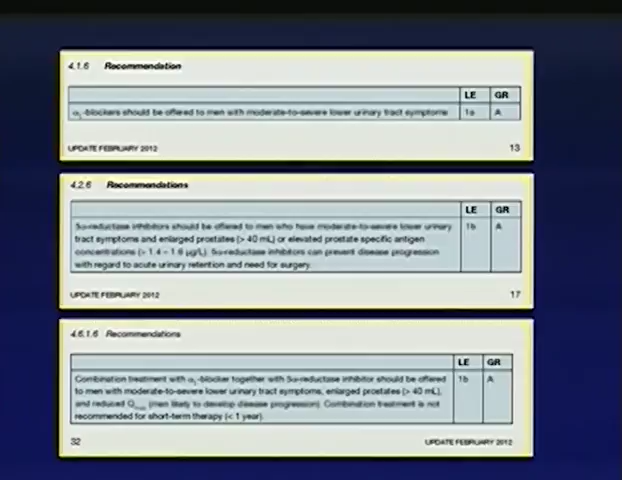 4.1.6 Recommendation
LE GR
α1-blockers should be offered to men with moderate-to-severe lower urinary tract symptoms 1a A
UPDATE FEBRUARY 2012 13
4.2.6 Recommendations
LE GR
5α-reductase inhibitors should be offered to men who have moderate-to-severe lower urinary 1b A
tract symptoms and enlarged prostates (> 40 mL) or elevated prostate specific antigen
concentrations (> 1.4 – 1.6 µg/L). 5α-reductase inhibitors can prevent disease progression
with regard to acute urinary retention and need for surgery.
UPDATE FEBRUARY 2012 17
4.6.1.6 Recommendations
LE GR
Combination treatment with α1-blocker together with 5α-reductase inhibitor should be offered 1b A
to men with moderate-to-severe lower urinary tract symptoms, enlarged prostates (> 40 mL),
and reduced Qmax (men likely to develop disease progression). Combination treatment is not
recommended for short-term therapy (< 1 year).
32 UPDATE FEBRUARY 2012